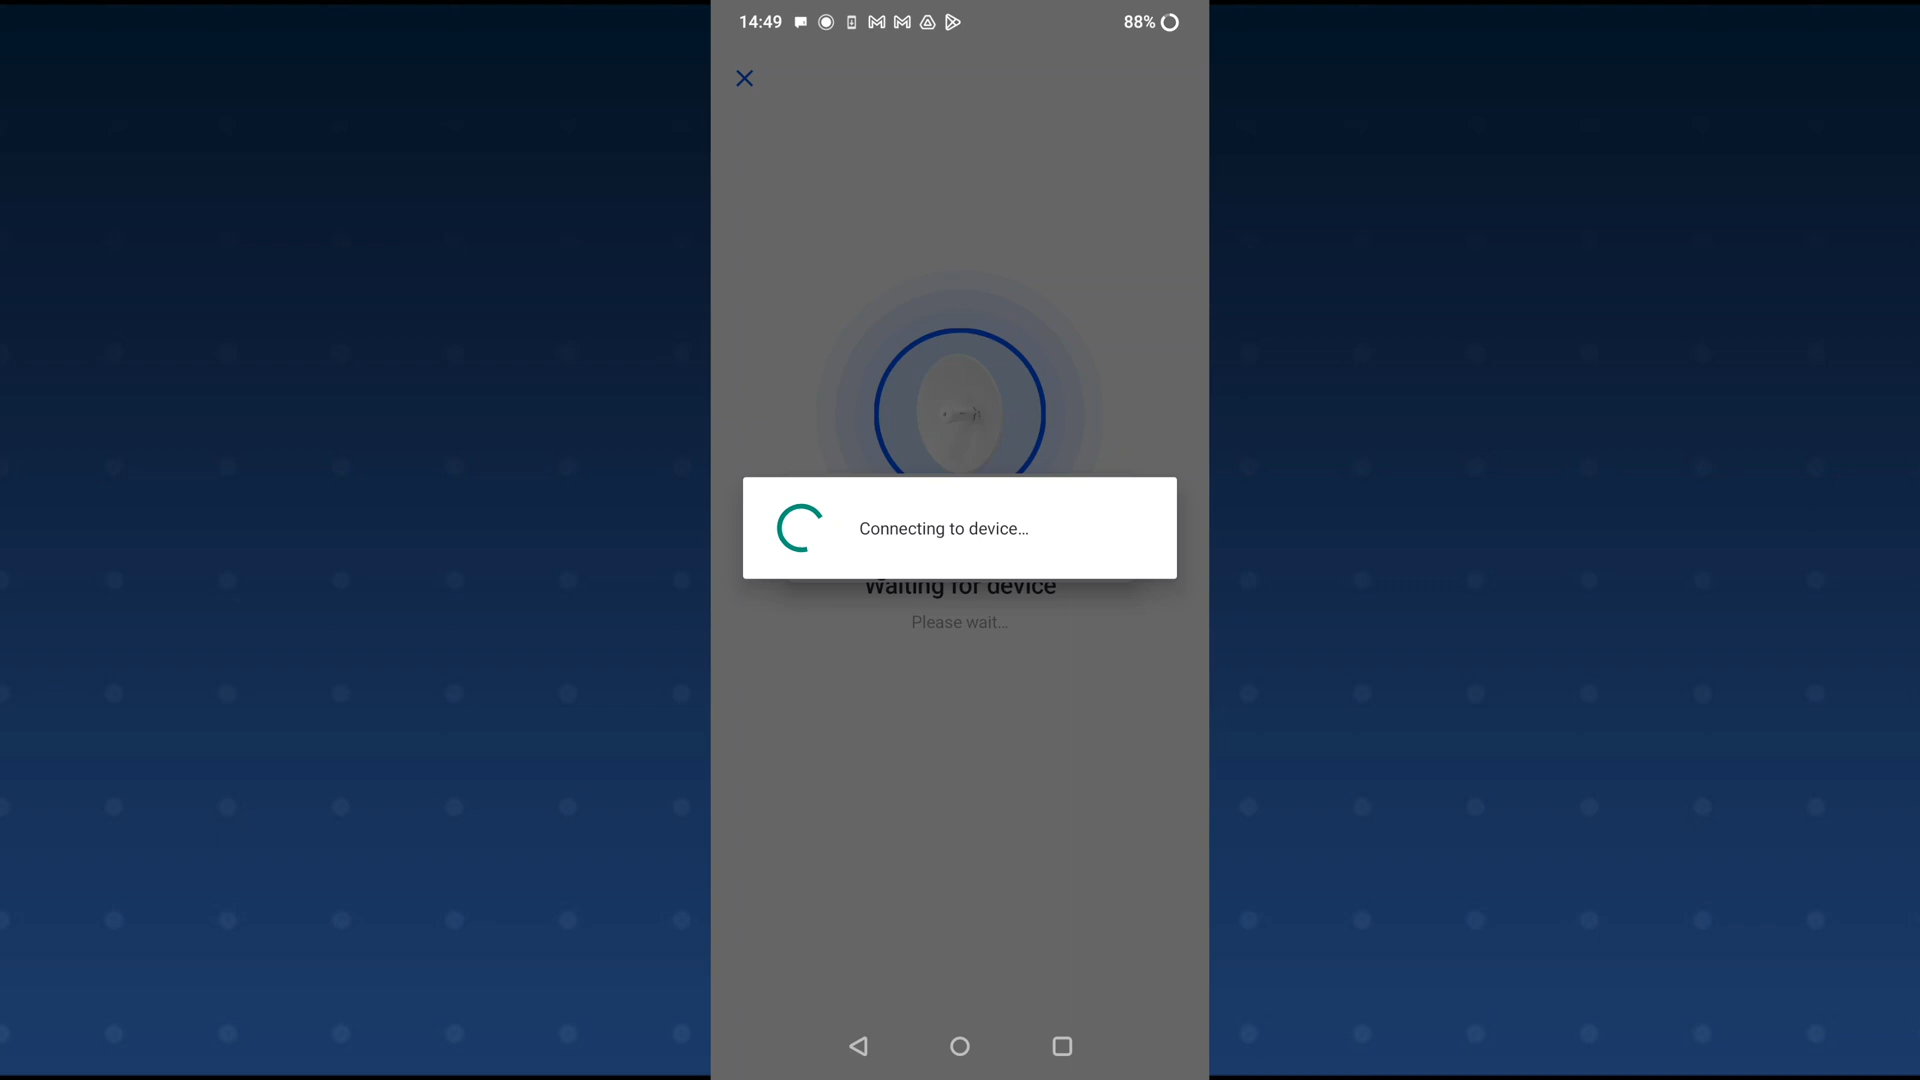 14:49
88%
Connecting to device…
Waiting for device
Please wait…